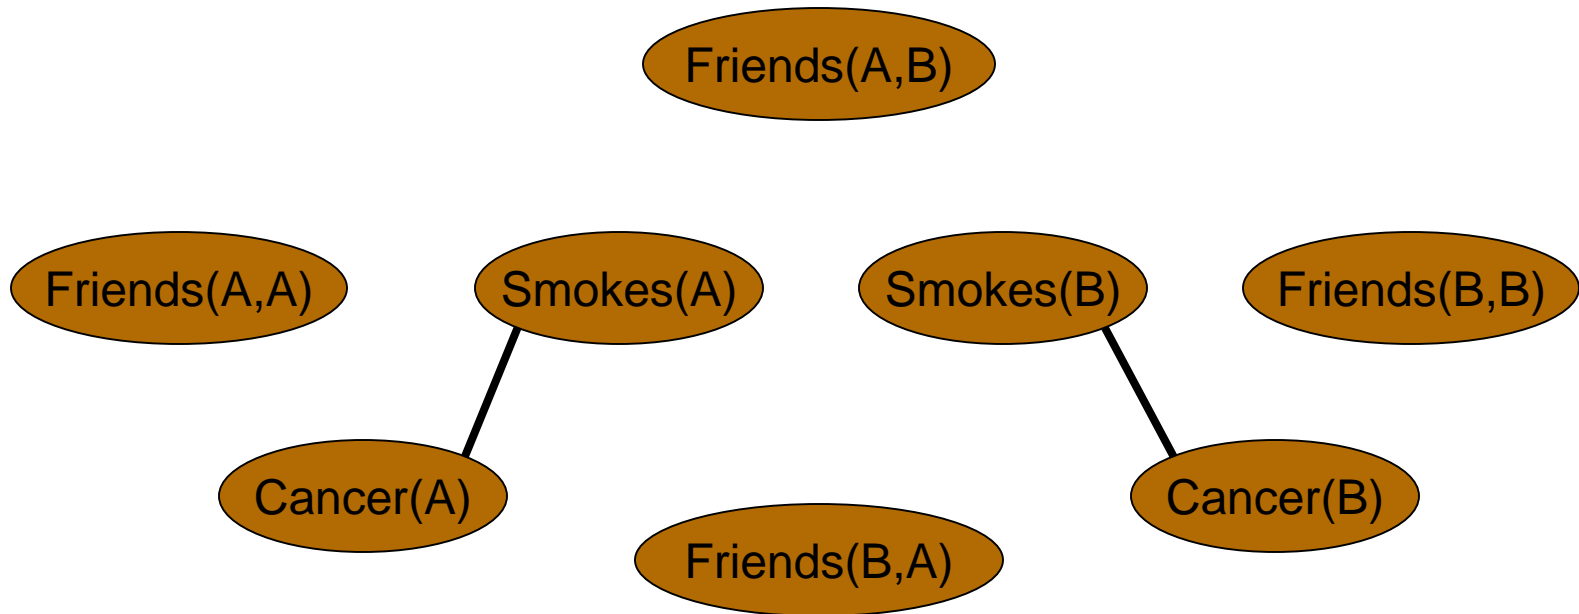 Friends(A,B)
Friends(A,A)
Smokes(A)
Smokes(B)
Friends(B,B)
Cancer(A)
Cancer(B)
Friends(B,A)